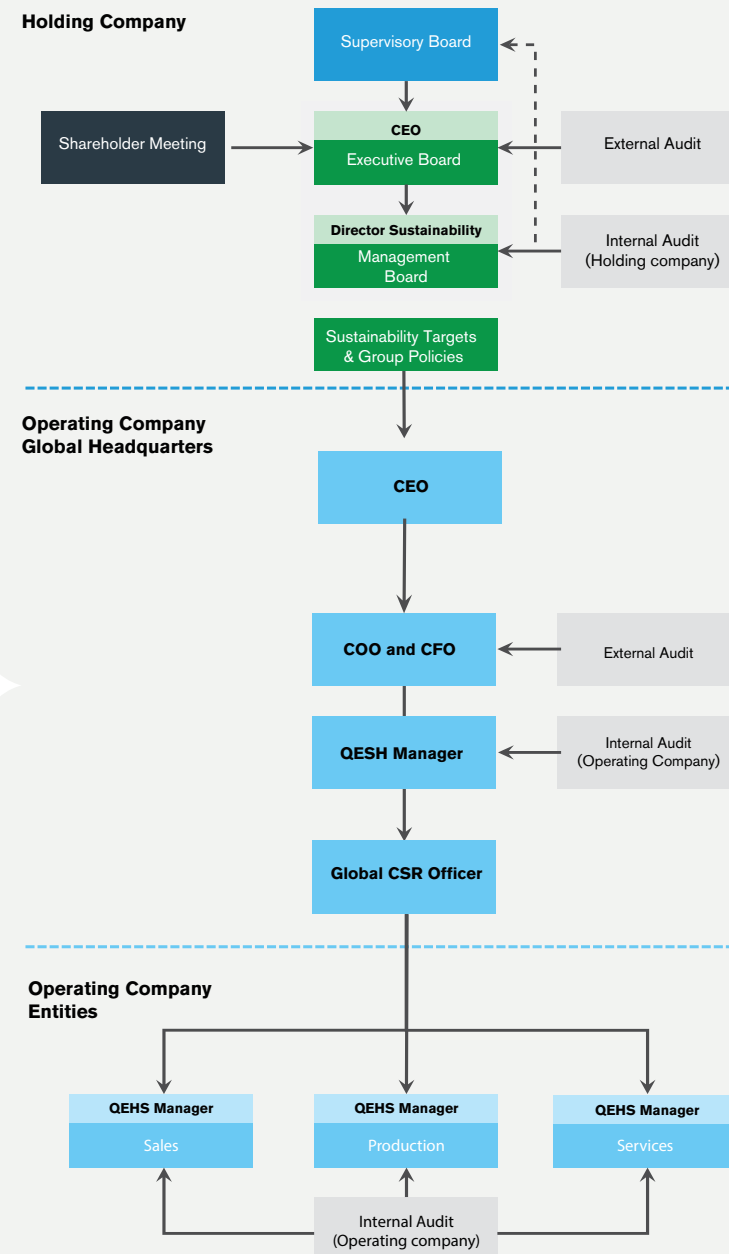 Holding Company
Supervisory Board
Shareholder Meeting
CEO
Executive Board
External Audit
Director Sustainability
Management
Board
Internal Audit
(Holding company)
Sustainability Targets
& Group Policies
Operating Company
Global Headquarters
CEO
COO and CFO
External Audit
QESH Manager
Internal Audit
(Operating Company)
Global CSR Officer
Operating Company
Entities
QEHS Manager
Sales
QEHS Manager
Production
QEHS Manager
Services
Internal Audit
(Operating company)